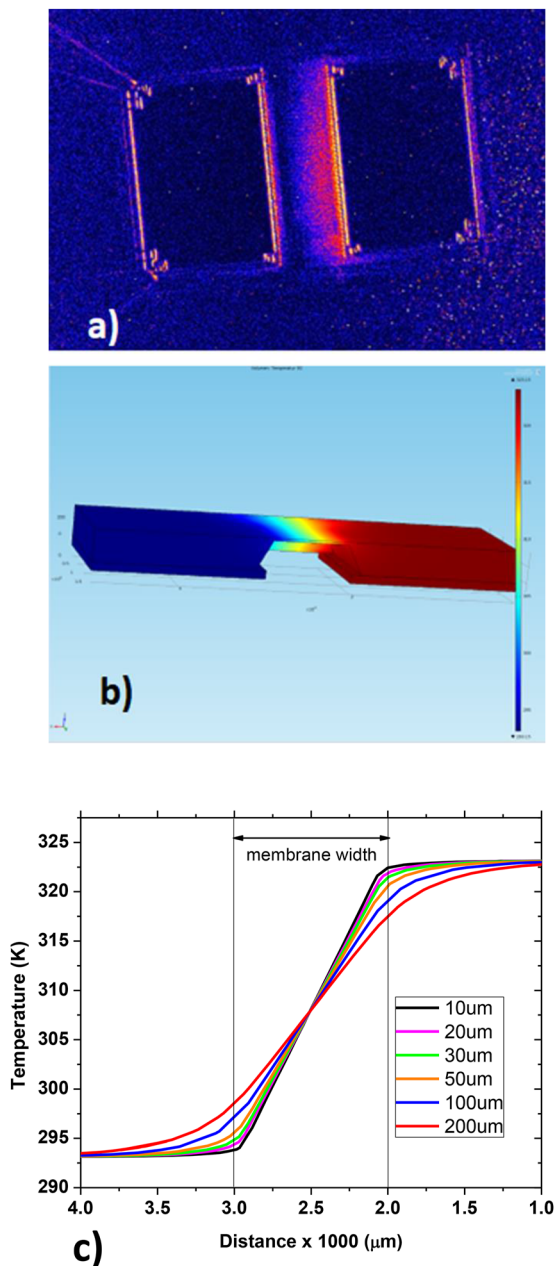 a)
b)
325
320
315
310
305
300
295
290
Temperature (K)
membrane width
10um
20um
30um
50um
100um
200um
4.0
3.5
3.0
2.5
2.0
1.5
1.0
Distance x 1000 (μm)
c)